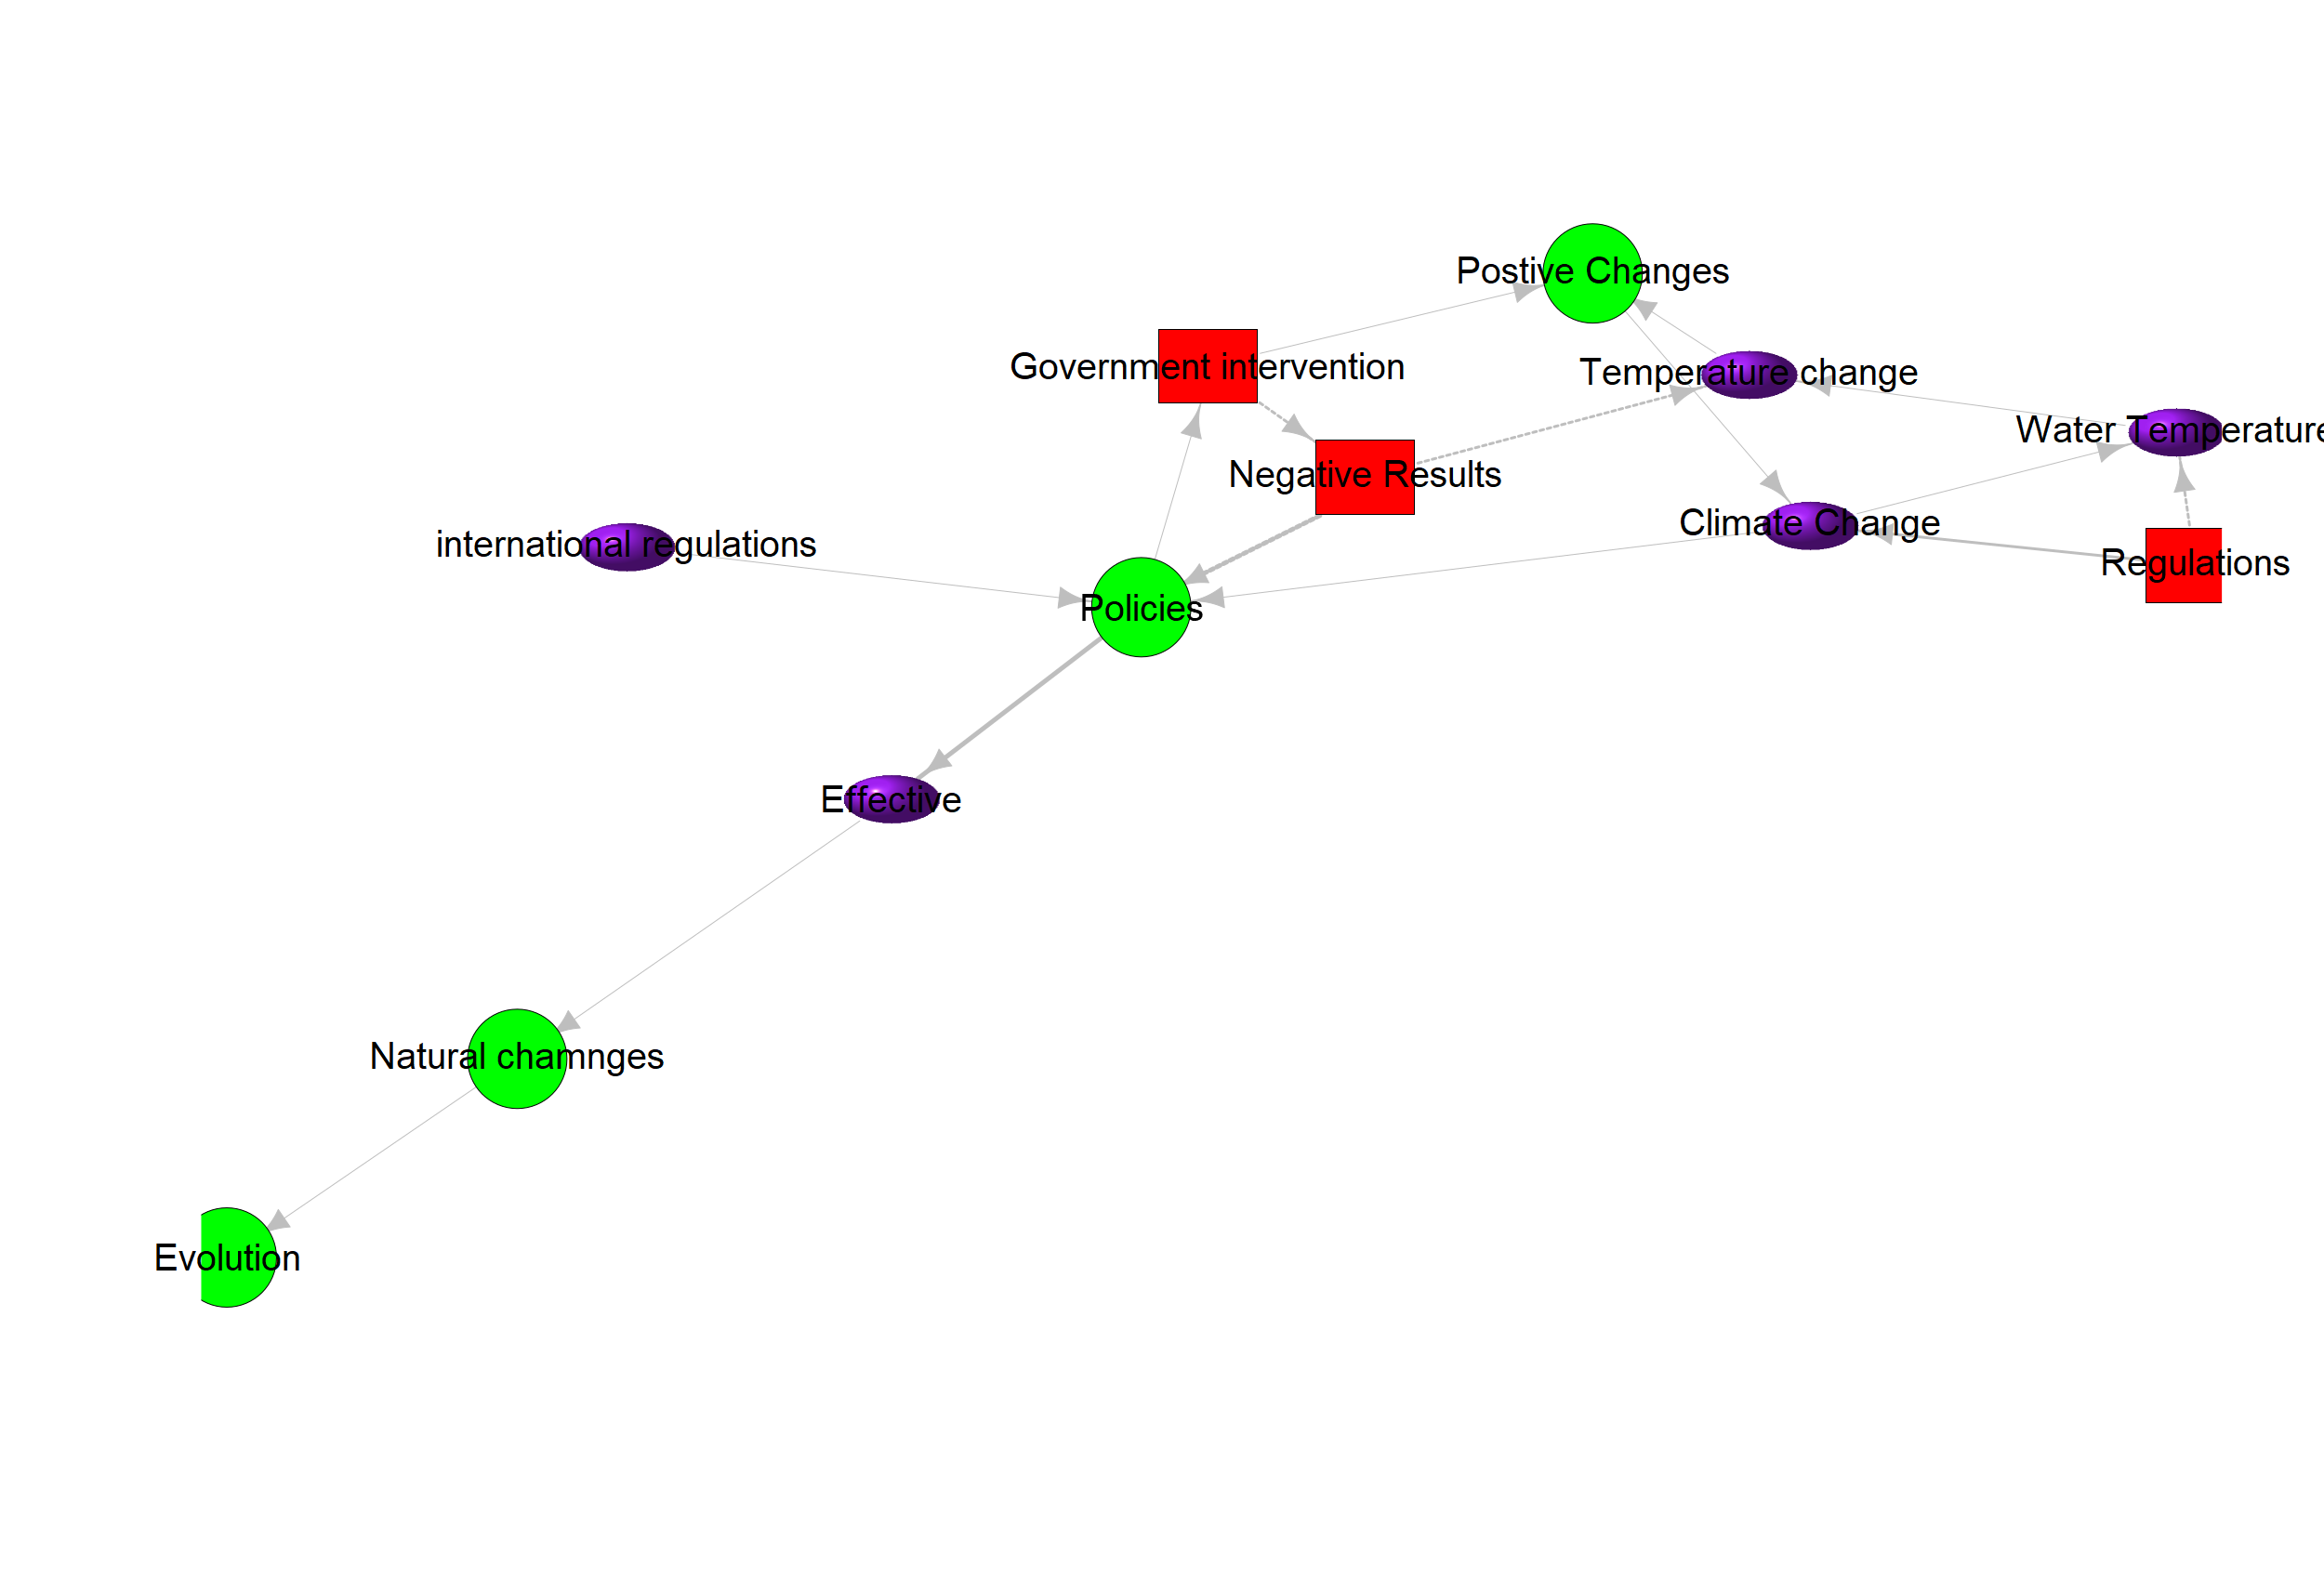 Postive Changes
Government intervention
Temperature change
Water Temperature
Negative Results
Climate Change
international regulations
Regulations
Policies
Effective
Natural chamnges
Evolution